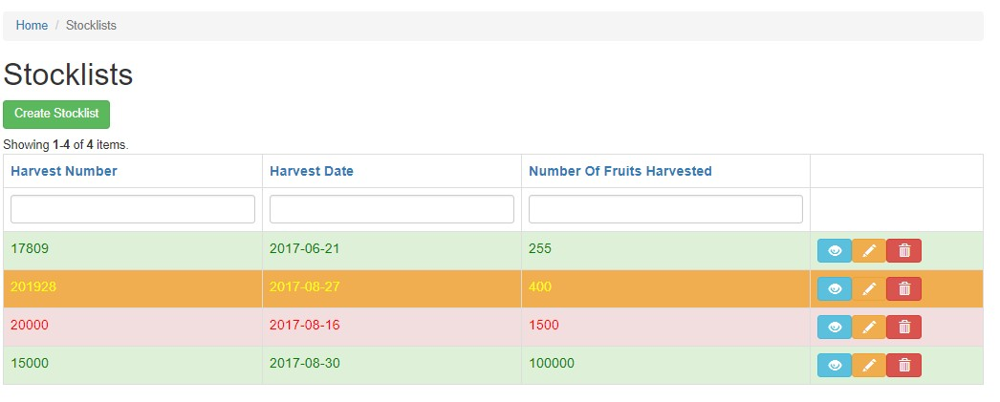 Home / Stocklists
Stocklists
Create Stocklist
Showing 1-4 of 4 items.
Harvest Number Harvest Date Number Of Fruits Harvested
17809 2017-06-21 255
201928 2017-08-27 400
20000 2017-08-16 1500
15000 2017-08-30 100000